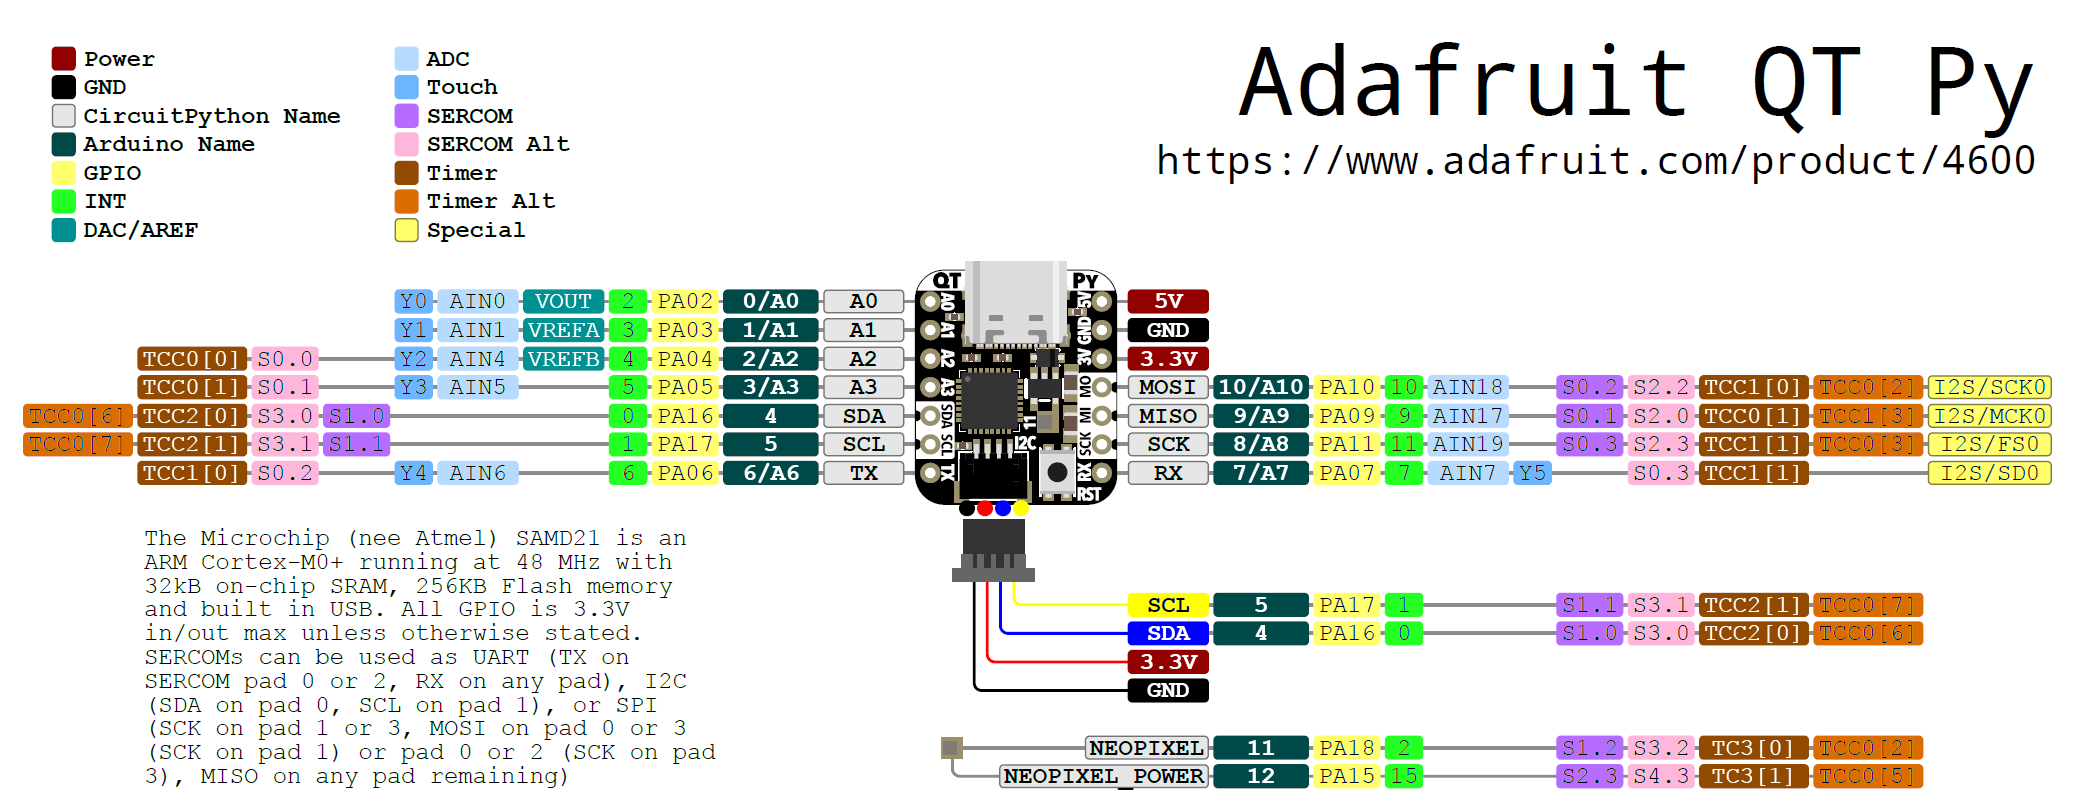 Adafruit QT Py
https://www.adafruit.com/product/4600
Power
GND
CircuitPython Name
Arduino Name
GPIO
INT
DAC/AREF
ADC
Touch
SERCOM
SERCOM Alt
Timer
Timer Alt
Special
Y0 AIN0 VOUT 2 PA02 0/A0 A0
Y1 AIN1 VREFA 3 PA03 1/A1 A1
TCC0[0] S0.0 Y2 AIN4 VREFB 4 PA04 2/A2 A2
TCC0[1] S0.1 Y3 AIN5 5 PA05 3/A3 A3
TCC0[6] TCC2[0] S3.0 S1.0 0 PA16 4 SDA
TCC0[7] TCC2[1] S3.1 S1.1 1 PA17 5 SCL
TCC1[0] S0.2 Y4 AIN6 6 PA06 6/A6 TX
QT PY
A0 5V
A1 GND
A2 3V
A3 MO
SDA MI
SCL SCK
TX RX
11
I2C
RST
5V
GND
3.3V
MOSI 10/A10 PA10 10 AIN18 S0.2 S2.2 TCC1[0] TCC0[2] I2S/SCK0
MISO 9/A9 PA09 9 AIN17 S0.1 S2.0 TCC0[1] TCC1[3] I2S/MCK0
SCK 8/A8 PA11 11 AIN19 S0.3 S2.3 TCC1[1] TCC0[3] I2S/FS0
RX 7/A7 PA07 7 AIN7 Y5 S0.3 TCC1[1] I2S/SD0
The Microchip (nee Atmel) SAMD21 is an
ARM Cortex-M0+ running at 48 MHz with
32kB on-chip SRAM, 256KB Flash memory
and built in USB. All GPIO is 3.3V
in/out max unless otherwise stated.
SERCOMs can be used as UART (TX on
SERCOM pad 0 or 2, RX on any pad), I2C
(SDA on pad 0, SCL on pad 1), or SPI
(SCK on pad 1 or 3, MOSI on pad 0 or 3
(SCK on pad 1) or pad 0 or 2 (SCK on pad
3), MISO on any pad remaining)
SCL 5 PA17 1 S1.1 S3.1 TCC2[1] TCC0[7]
SDA 4 PA16 0 S1.0 S3.0 TCC2[0] TCC0[6]
3.3V
GND
NEOPIXEL 11 PA18 2 S1.2 S3.2 TC3[0] TCC0[2]
NEOPIXEL_POWER 12 PA15 15 S2.3 S4.3 TC3[1] TCC0[5]